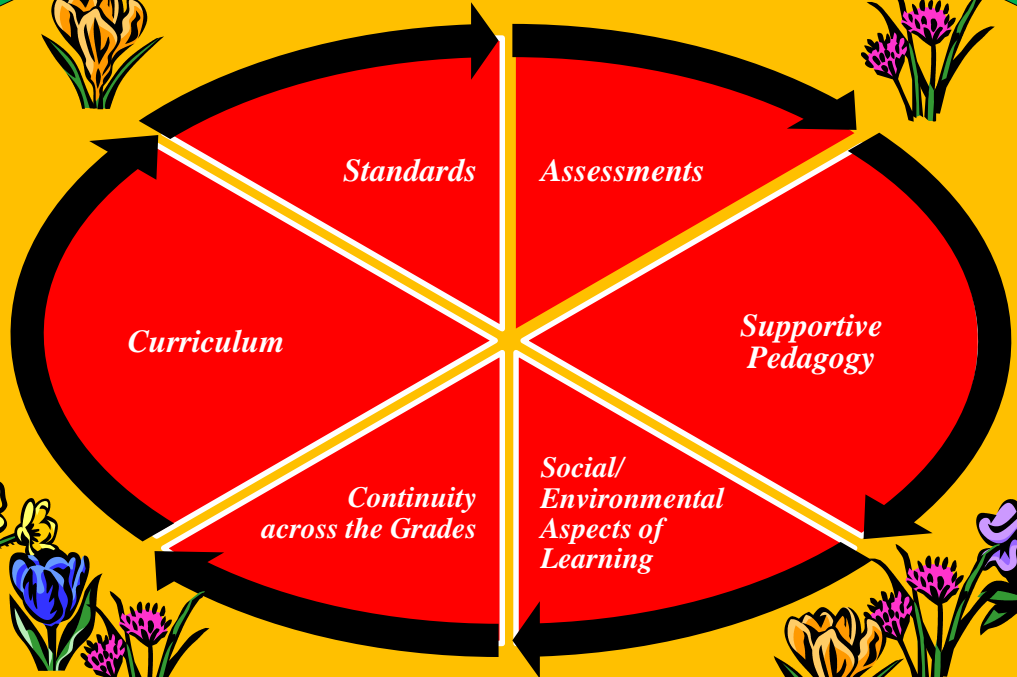 Standards
Assessments
Supportive
Pedagogy
Social/
Environmental
Aspects of
Learning
Continuity
across the Grades
Curriculum